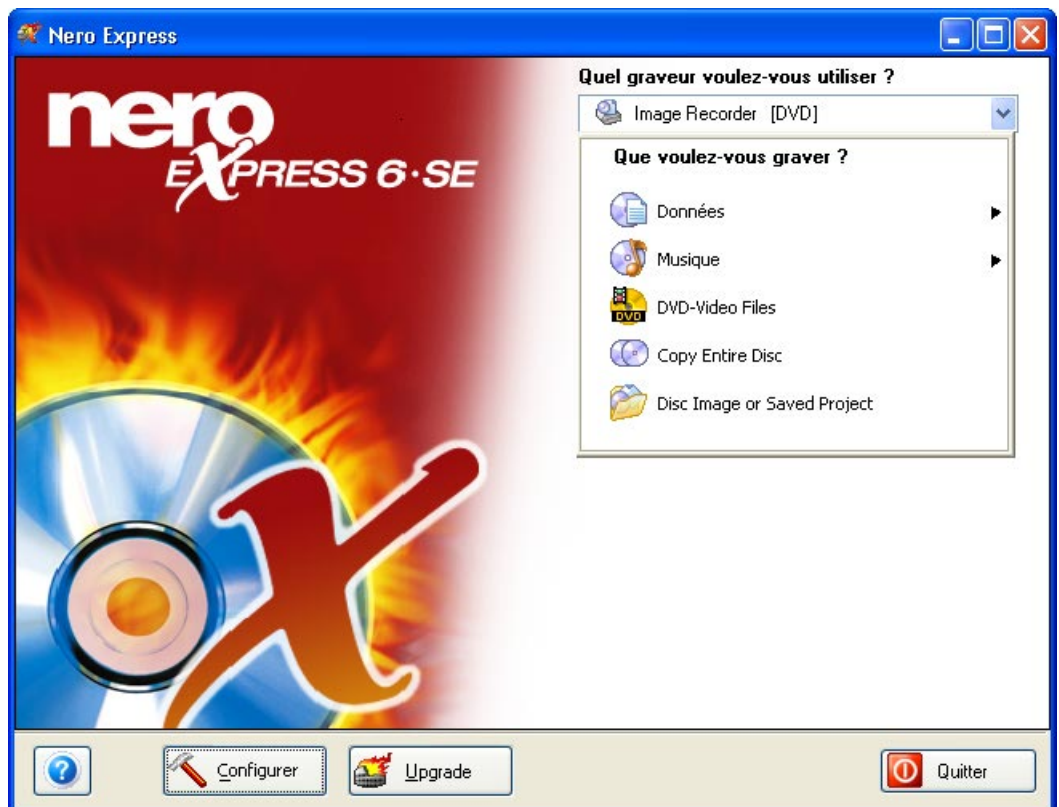 Nero Express
nero
EXPRESS 6·SE
Quel graveur voulez-vous utiliser ?
Image Recorder [DVD]
Que voulez-vous graver ?
Données
Musique
DVD
DVD-Video Files
Copy Entire Disc
Disc Image or Saved Project
?
Configurer
Upgrade
Quitter